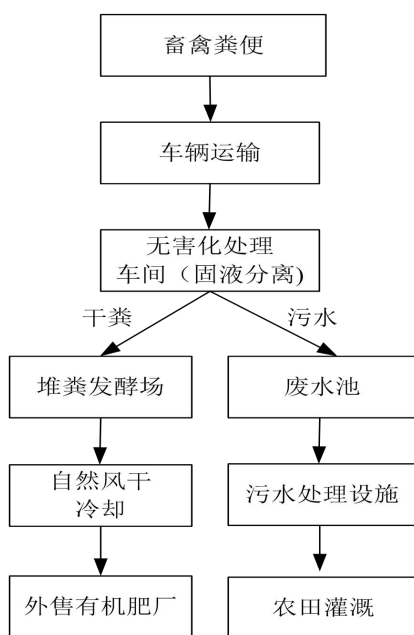 畜禽粪便
车辆运输
无害化处理
车间（固液分离)
干粪
污水
堆粪发酵场
废水池
自然风干
冷却
污水处理设施
外售有机肥厂
农田灌溉